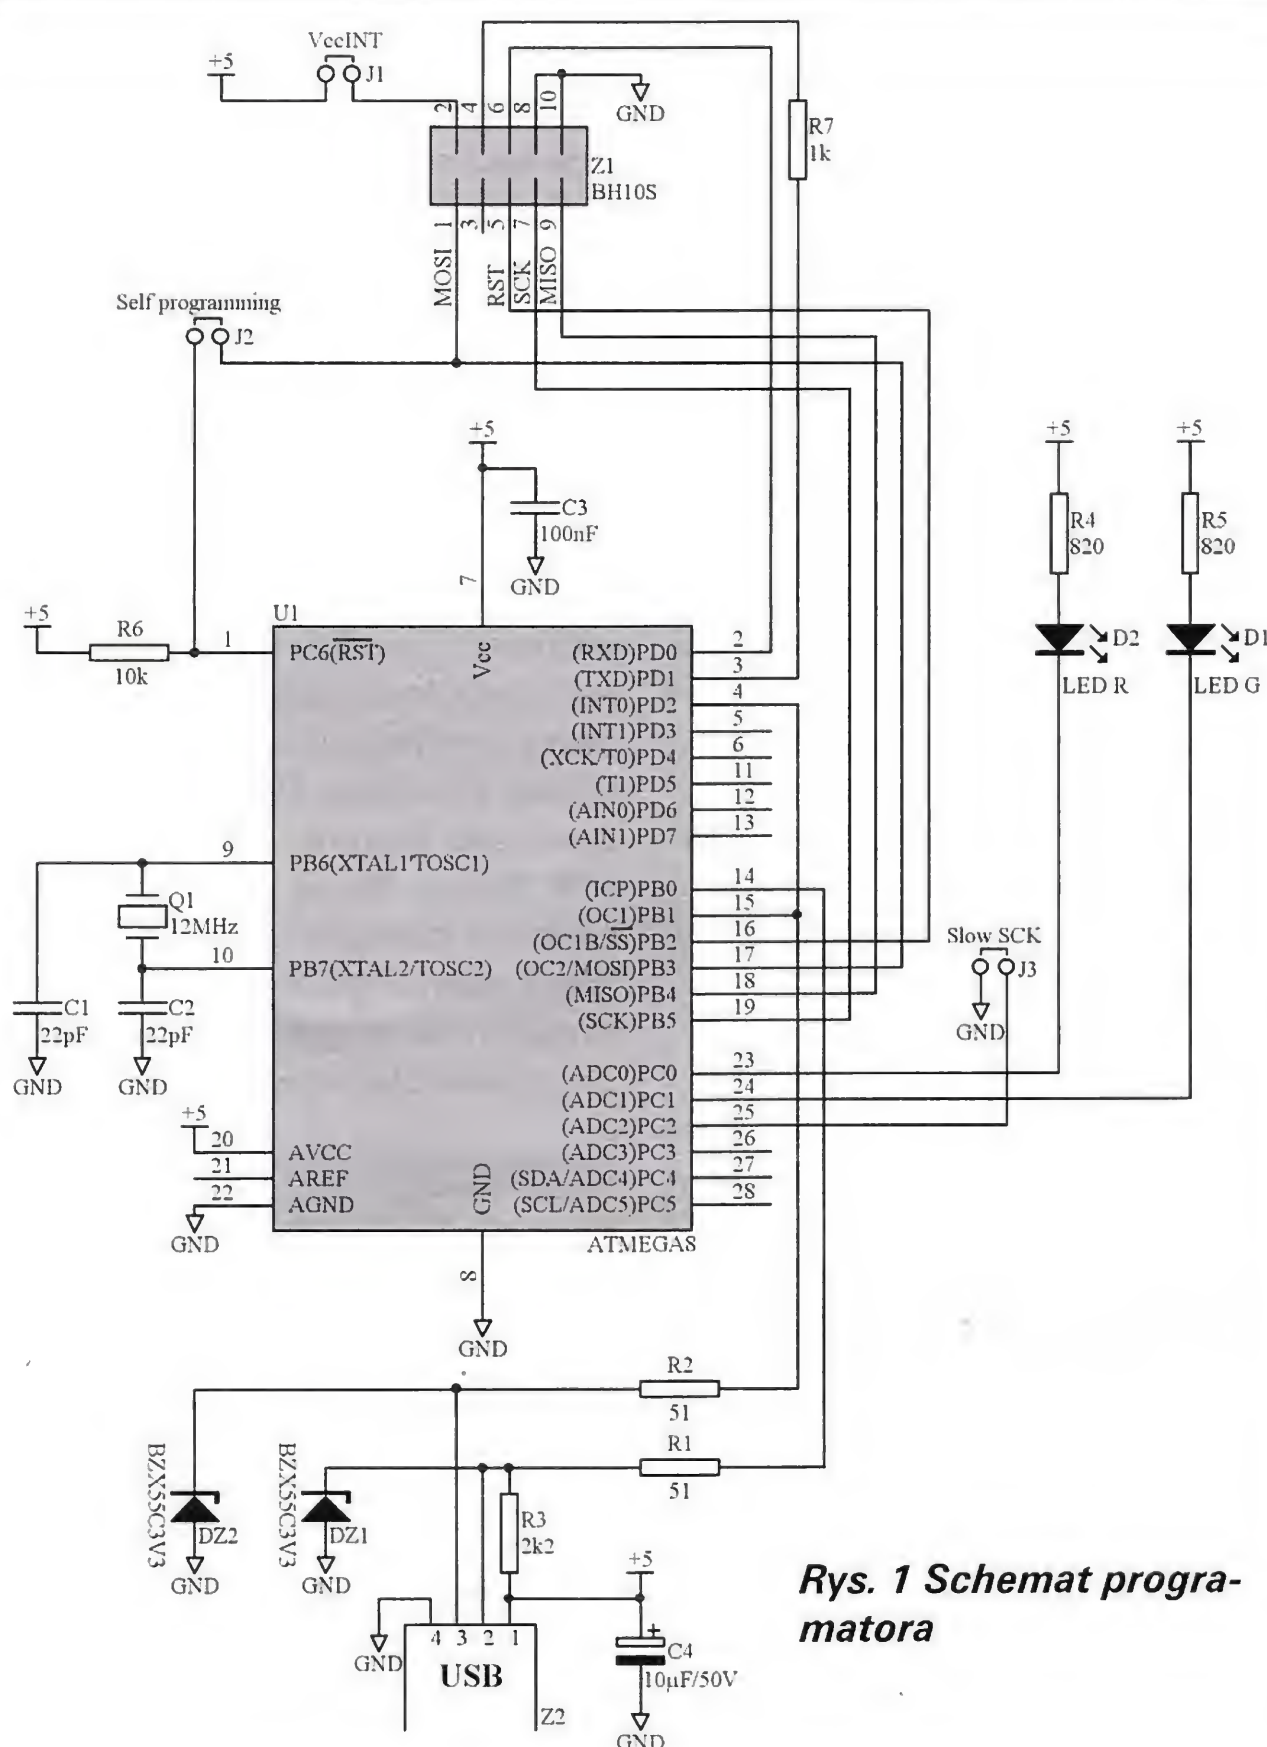 VccINT
+5
J1
2
4
6
8
10
GND
R7
1k
Z1
BH10S
1
3
5
7
9
MOSI
RST
SCK
MISO
Self programming
J2
+5
C3
100nF
GND
7
+5
R4
820
D2
LED R
+5
R5
820
D1
LED G
+5
R6
10k
1
U1
PC6(RST)
Vcc
(RXD)PD0 2
(TXD)PD1 3
(INT0)PD2 4
(INT1)PD3 5
(XCK/T0)PD4 6
(T1)PD5 11
(AIN0)PD6 12
(AIN1)PD7 13
9 PB6(XTAL1TOSC1)
Q1
12MHz
10 PB7(XTAL2/TOSC2)
C1
22pF
GND
C2
22pF
GND
(ICP)PB0 14
(OC1)PB1 15
(OC1B/SS)PB2 16
(OC2/MOSI)PB3 17
(MISO)PB4 18
(SCK)PB5 19
Slow SCK
J3
GND
(ADC0)PC0 23
(ADC1)PC1 24
(ADC2)PC2 25
(ADC3)PC3 26
(SDA/ADC4)PC4 27
(SCL/ADC5)PC5 28
+5
20 AVCC
21 AREF
22 AGND
GND
GND
ATMEGA8
8
GND
R2
51
R1
51
BZX55C3V3
DZ2
GND
BZX55C3V3
DZ1
GND
R3
2k2
+5
+
C4
10µF/50V
GND
GND
4 3 2 1
USB
Z2
Rys. 1 Schemat progra-
matora